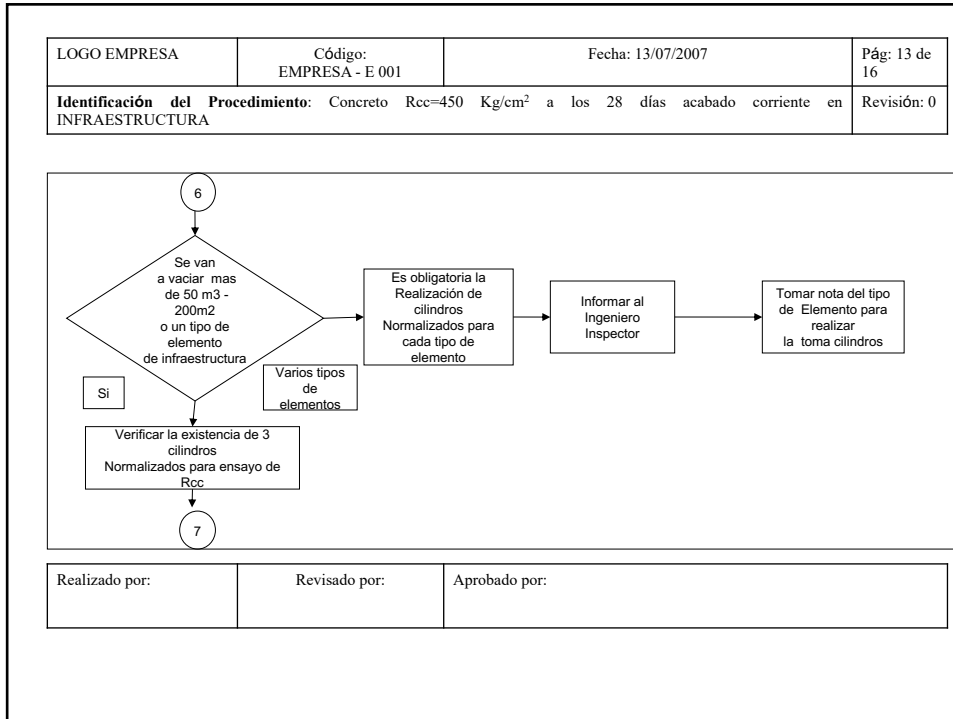 LOGO EMPRESA
Código:
EMPRESA - E 001
Fecha: 13/07/2007
Pág: 13 de
16
Identificación del Procedimiento: Concreto Rcc=450 Kg/cm² a los 28 días acabado corriente en
INFRAESTRUCTURA
Revisión: 0
6
Se van
a vaciar mas
de 50 m3 -
200m2
o un tipo de
elemento
de infraestructura
Es obligatoria la
Realización de
cilindros
Normalizados para
cada tipo de
elemento
Informar al
Ingeniero
Inspector
Tomar nota del tipo
de Elemento para
realizar
la toma cilindros
Si
Varios tipos
de
elementos
Verificar la existencia de 3
cilindros
Normalizados para ensayo de
Rcc
7
Realizado por:
Revisado por:
Aprobado por: